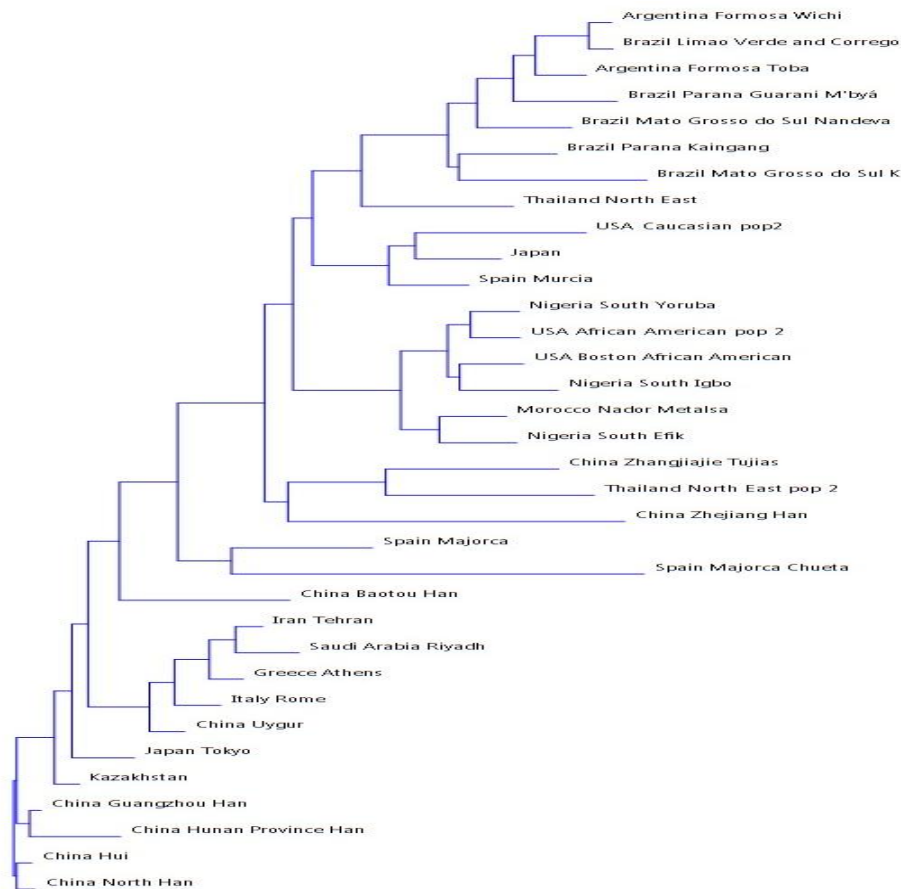 Argentina Formosa Wichi
Brazil Limao Verde and Corrego
Argentina Formosa Toba
Brazil Parana Guarani M'byá
Brazil Mato Grosso do Sul Nandeva
Brazil Parana Kaingang
Brazil Mato Grosso do Sul K
Thailand North East
USA Caucasian pop2
Japan
Spain Murcia
Nigeria South Yoruba
USA African American pop 2
USA Boston African American
Nigeria South Igbo
Morocco Nador Metalsa
Nigeria South Efik
China Zhangjiajie Tujias
Thailand North East pop 2
China Zhejiang Han
Spain Majorca
Spain Majorca Chueta
China Baotou Han
Iran Tehran
Saudi Arabia Riyadh
Greece Athens
Italy Rome
China Uygur
Japan Tokyo
Kazakhstan
China Guangzhou Han
China Hunan Province Han
China Hui
China North Han